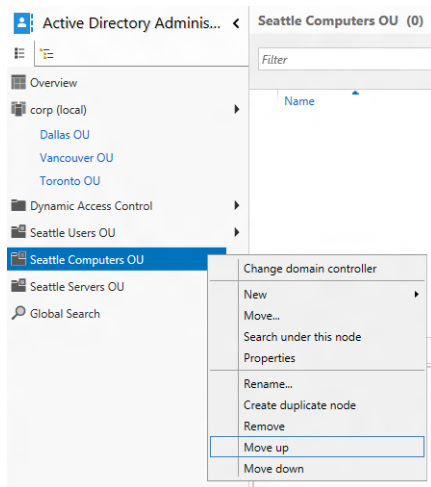 Active Directory Adminis...
Seattle Computers OU (0)
Filter
Name
Overview
corp (local)
Dallas OU
Vancouver OU
Toronto OU
Dynamic Access Control
Seattle Users OU
Seattle Computers OU
Seattle Servers OU
Global Search
Change domain controller
New
Move...
Search under this node
Properties
Rename...
Create duplicate node
Remove
Move up
Move down